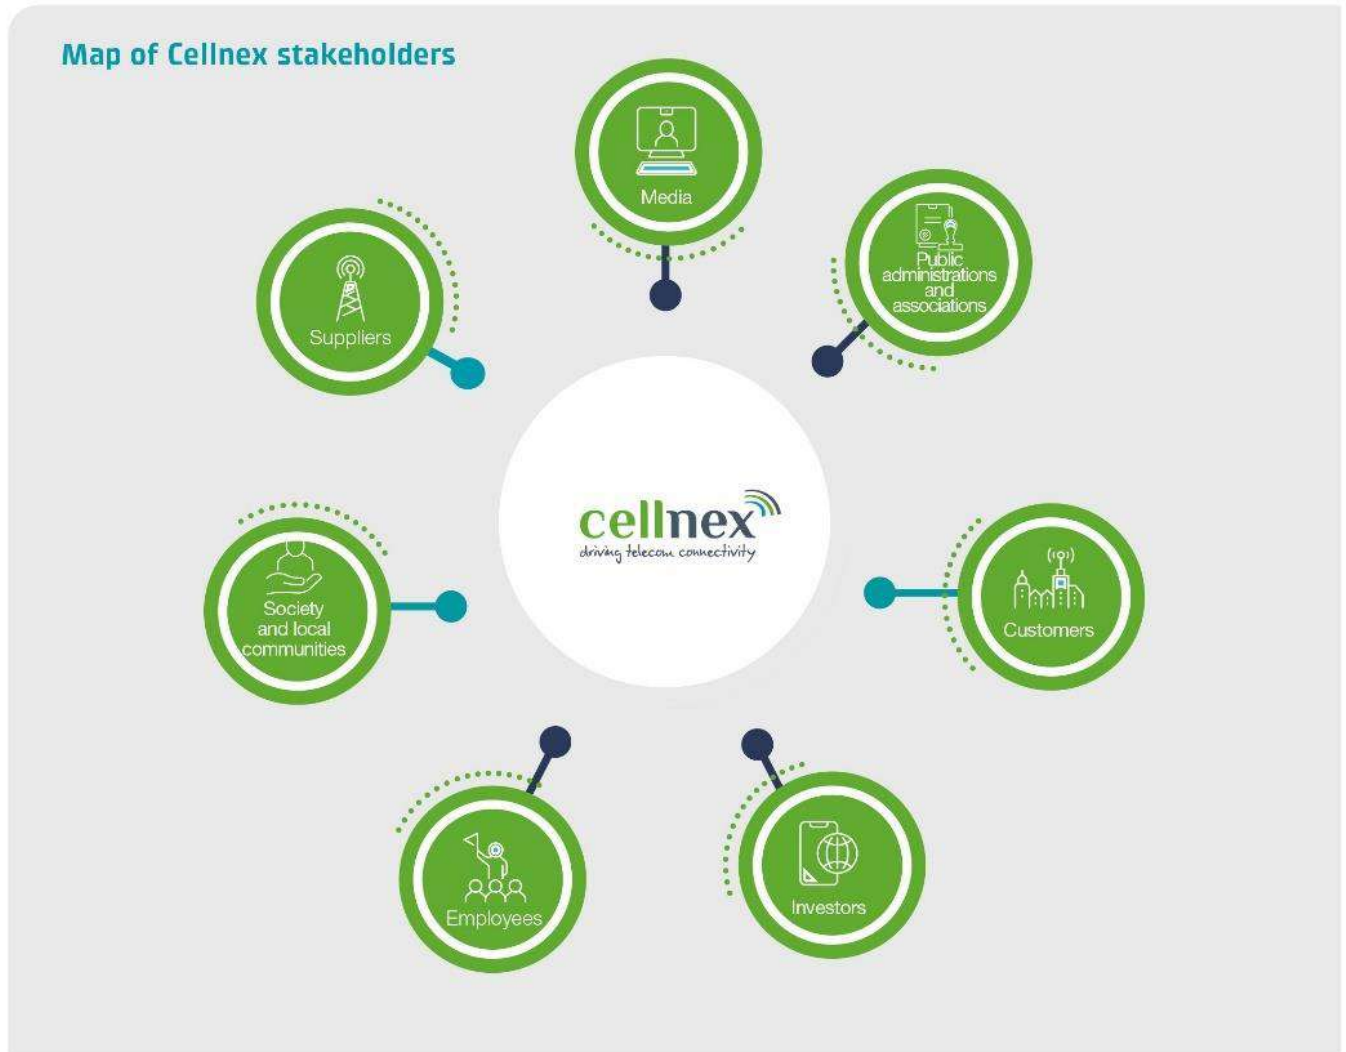 Map of Cellnex stakeholders
Media
Public
administrations
and
associations
Suppliers
cellnex
driving telecom connectivity
Society
and local
communities
Customers
Employees
Investors